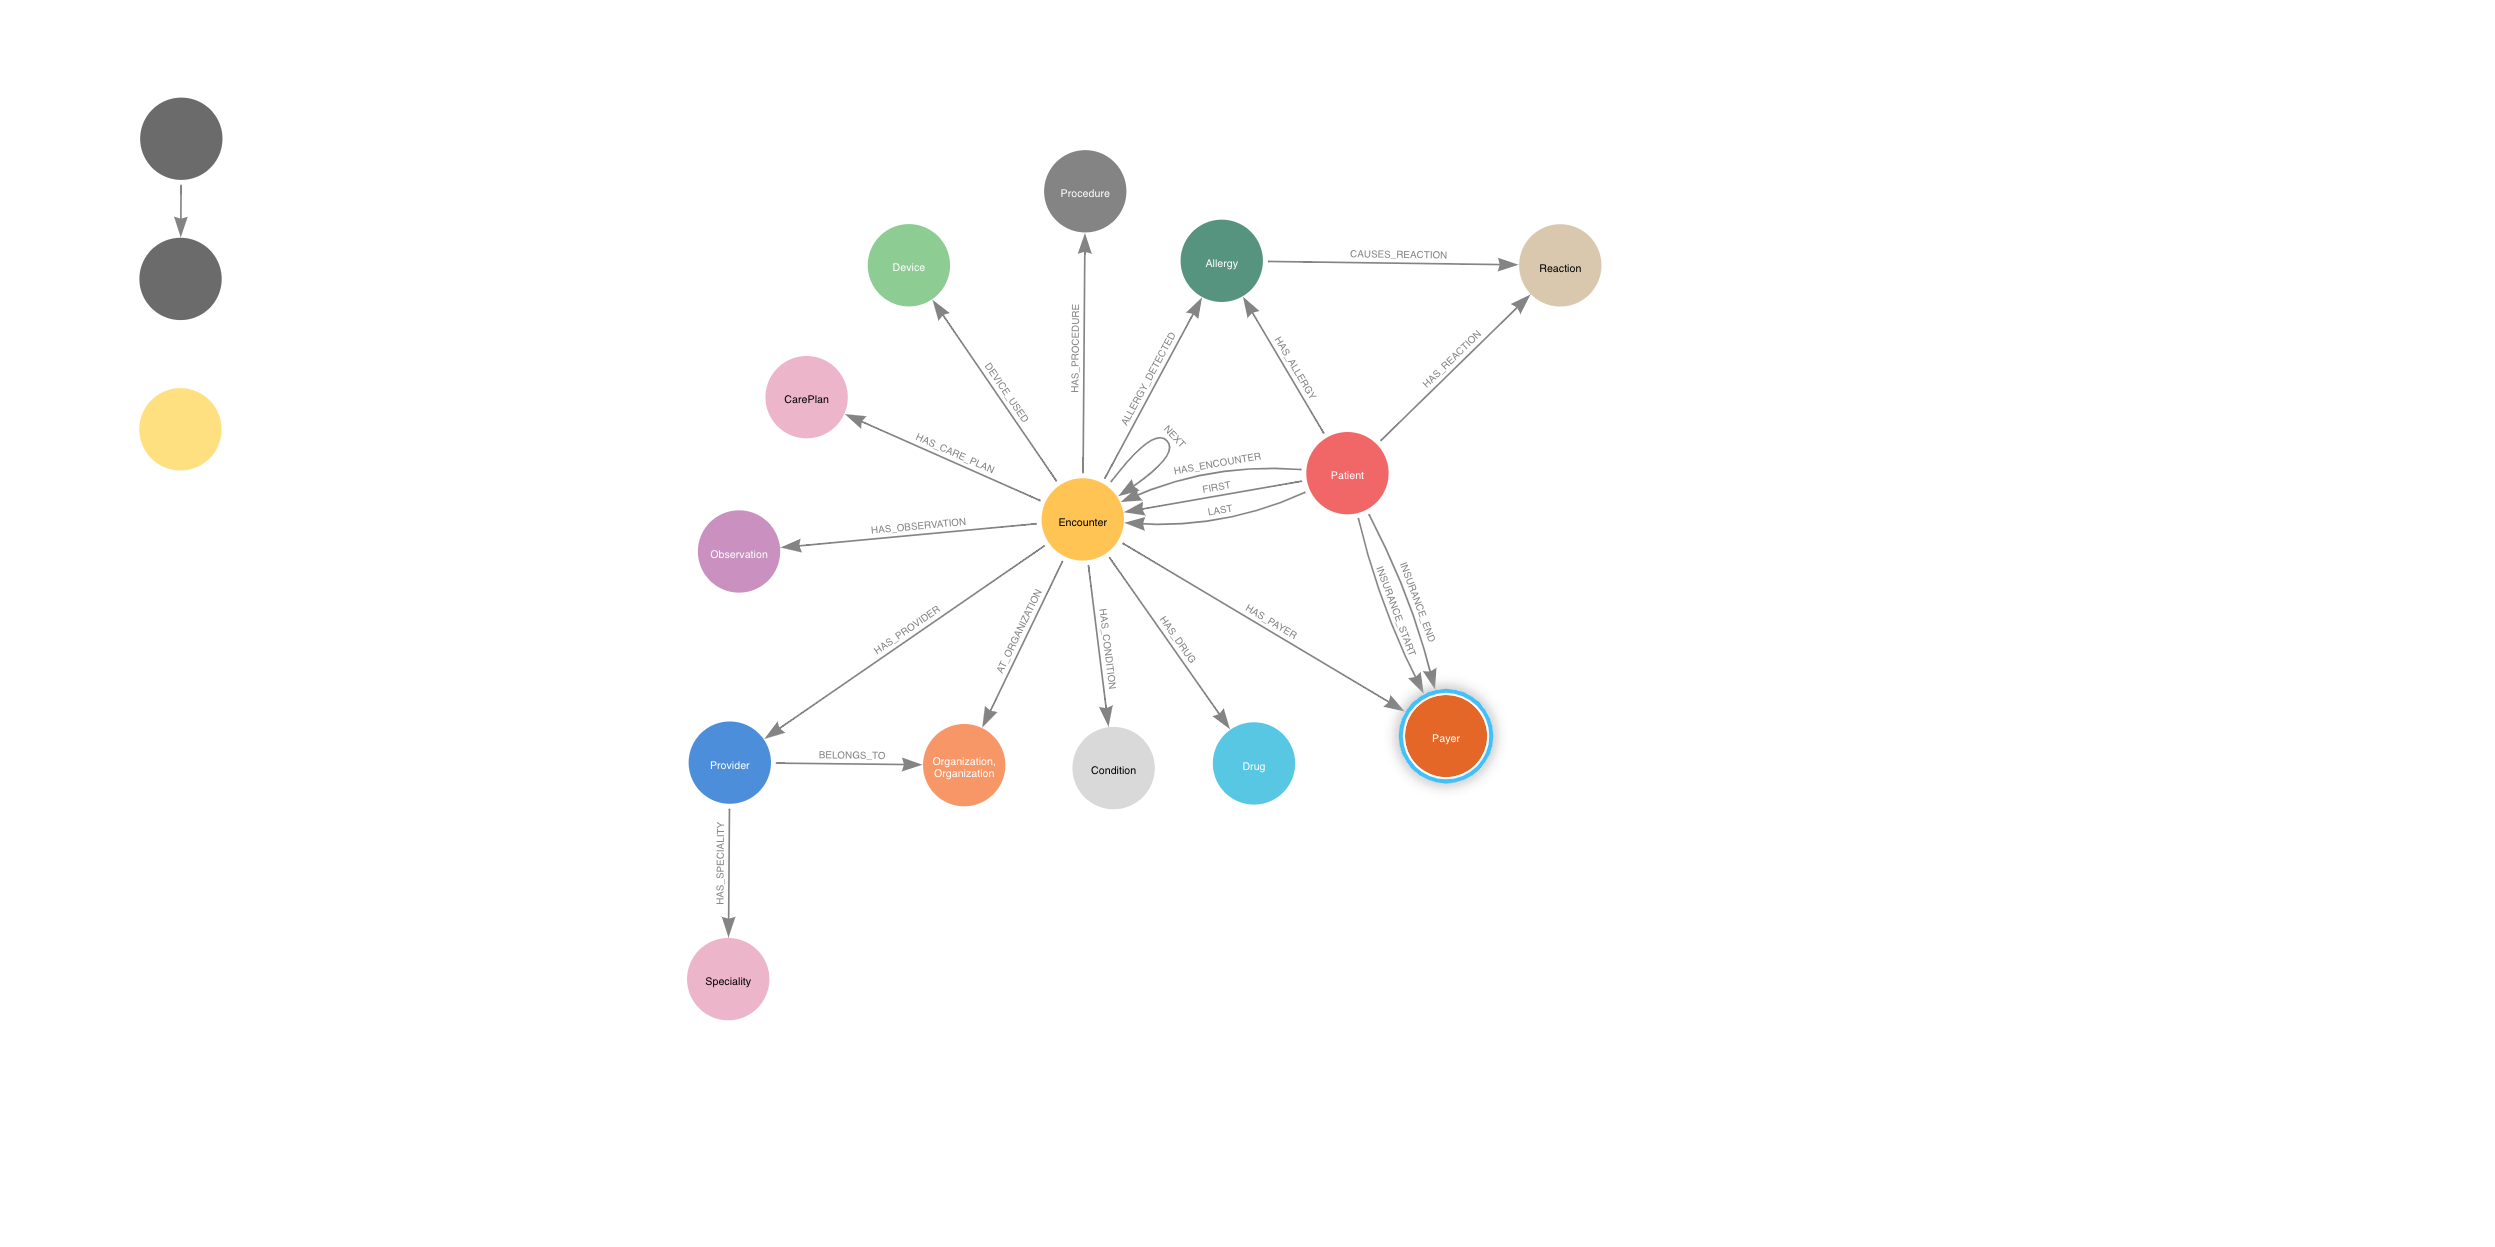 Procedure
Device
Allergy
CAUSES_REACTION
Reaction
HAS_PROCEDURE
ALLERGY_DETECTED
HAS_ALLERGY
HAS_REACTION
DEVICE_USED
CarePlan
HAS_CARE_PLAN
NEXT
HAS_ENCOUNTER
FIRST
LAST
Patient
Encounter
HAS_OBSERVATION
Observation
HAS_PROVIDER
AT_ORGANIZATION
HAS_CONDITION
HAS_DRUG
HAS_PAYER
INSURANCE_START
INSURANCE_END
Provider
BELONGS_TO
Organization,
Organization
Condition
Drug
Payer
HAS_SPECIALITY
Speciality